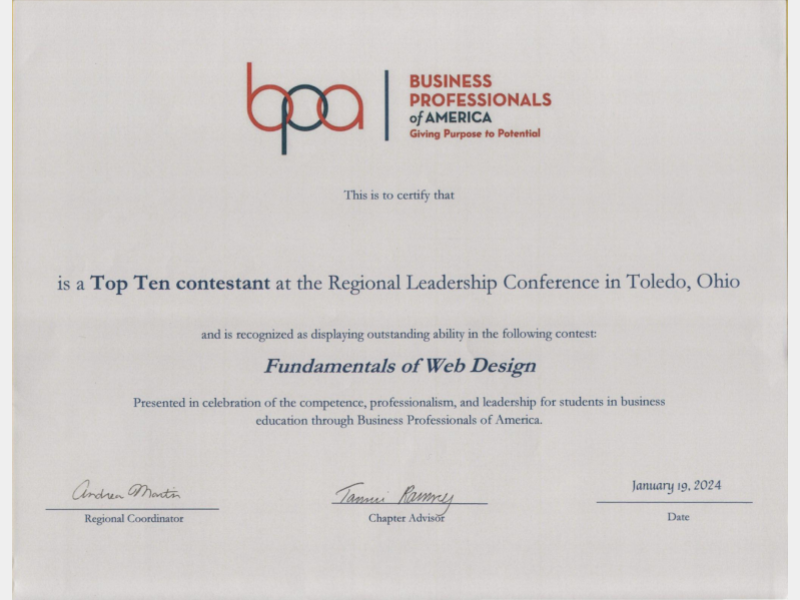 bpa
BUSINESS
PROFESSIONALS
of AMERICA
Giving Purpose to Potential
This is to certify that
is a Top Ten contestant at the Regional Leadership Conference in Toledo, Ohio
and is recognized as displaying outstanding ability in the following contest:
Fundamentals of Web Design
Presented in celebration of the competence, professionalism, and leadership for students in business
education through Business Professionals of America.
Andrea Martin
Tammi Ramsey
January 19, 2024
Regional Coordinator
Chapter Advisor
Date